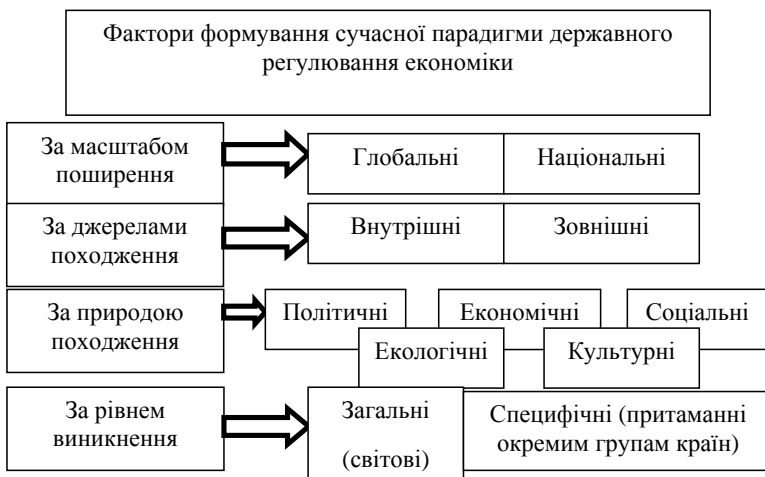 Фактори формування сучасної парадигми державного
регулювання економіки
За масштабом
поширення
Глобальні
Національні
За джерелами
походження
Внутрішні
Зовнішні
За природою
походження
Політичні
Економічні
Соціальні
Екологічні
Культурні
За рівнем
виникнення
Загальні
(світові)
Специфічні (притаманні
окремим групам країн)